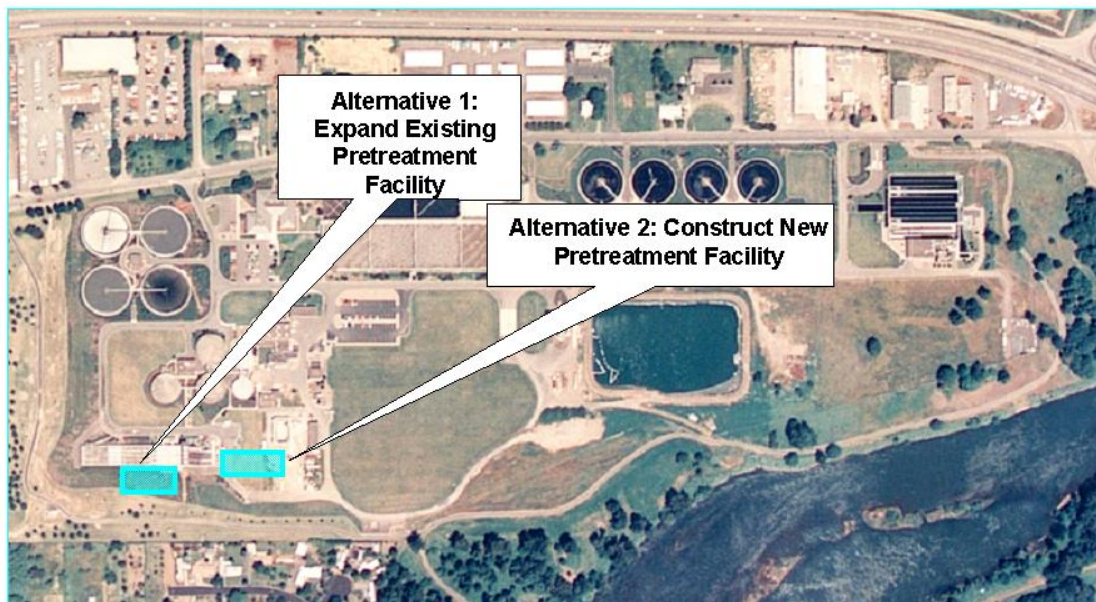 Alternative 1:
Expand Existing
Pretreatment
Facility
Alternative 2: Construct New
Pretreatment Facility